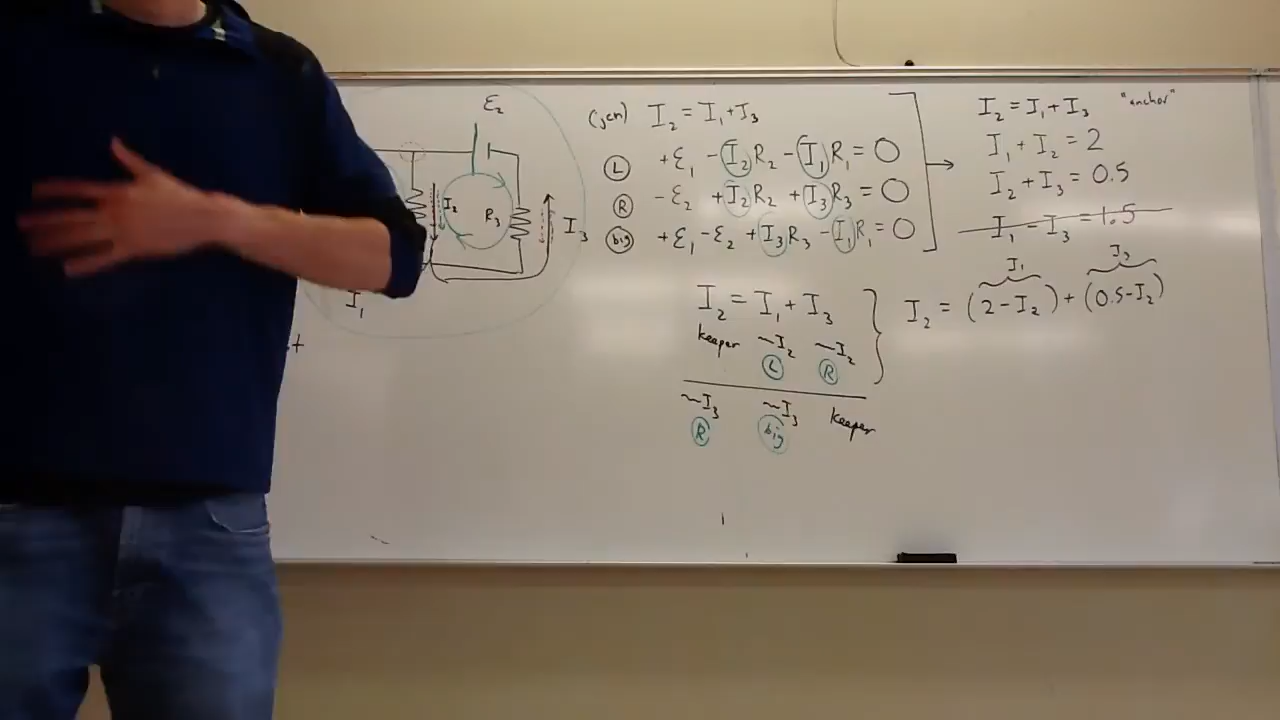 ε₂
I₂
R₃
I₃
I₁
+
(jcn) I₂ = I₁ + I₃
(L) +ε₁ - I₂R₂ - I₁R₁ = 0
(R) -ε₂ + I₂R₂ + I₃R₃ = 0
(big) +ε₁ - ε₂ + I₃R₃ - I₁R₁ = 0
I₂ = I₁ + I₃
keeper ~I₂ ~I₂
(L) (R)
~I₃ ~I₃ keeper
(R) (big)
I₂ = I₁ + I₃ "anchor"
I₁ + I₂ = 2
I₂ + I₃ = 0.5
I₁ - I₃ = 1.5
I₁ I₃
I₂ = (2 - I₂) + (0.5 - I₂)